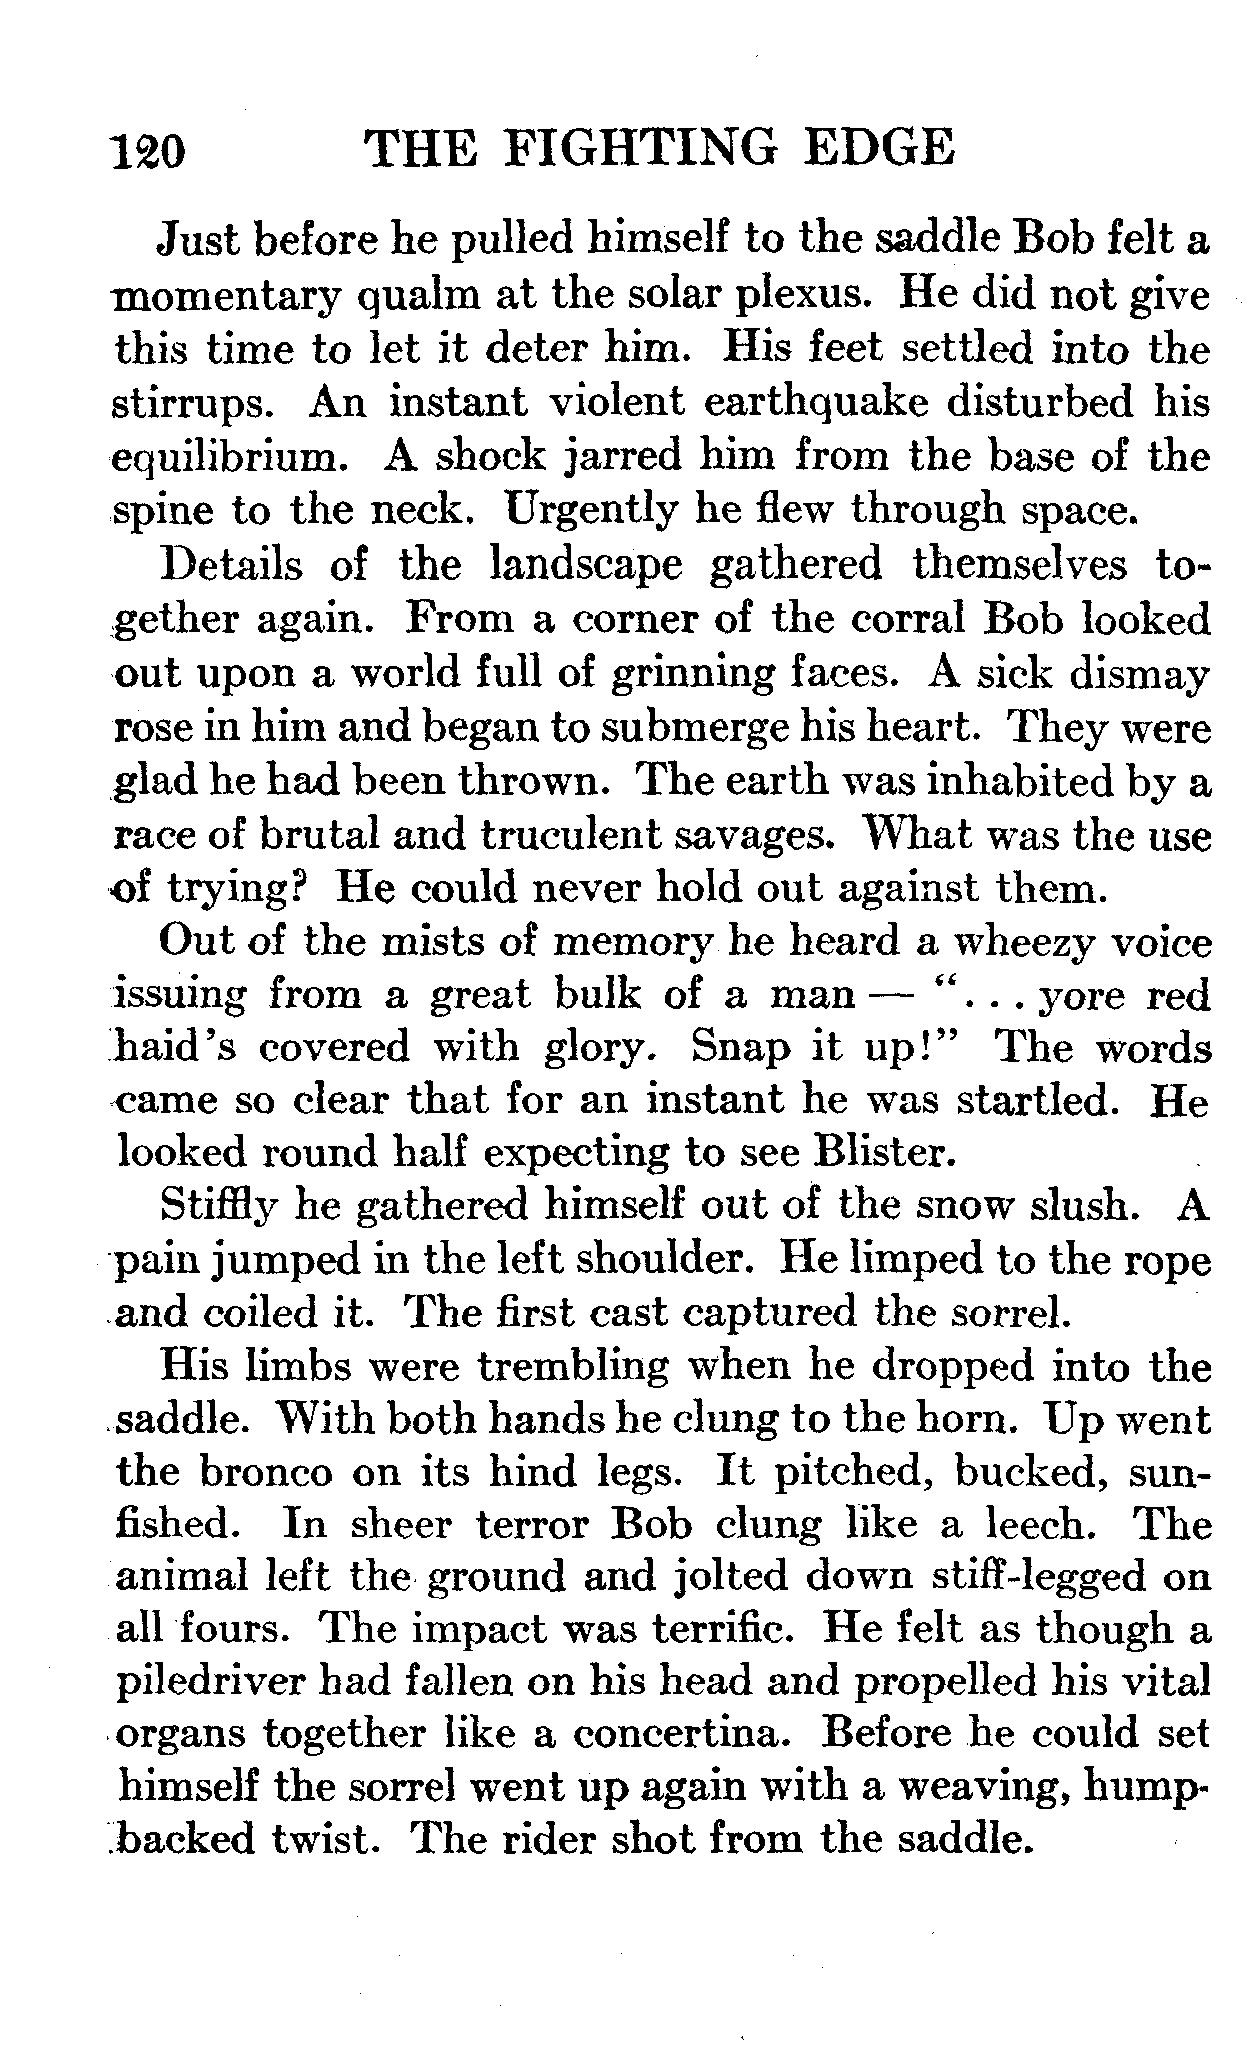 120 THE FIGHTING EDGE
Just before he pulled himself to the saddle Bob felt a
momentary qualm at the solar plexus. He did not give
this time to let it deter him. His feet settled into the
stirrups. An instant violent earthquake disturbed his
equilibrium. A shock jarred him from the base of the
spine to the neck. Urgently he flew through space.
Details of the landscape gathered themselves to-
gether again. From a corner of the corral Bob looked
out upon a world full of grinning faces. A sick dismay
rose in him and began to submerge his heart. They were
glad he had been thrown. The earth was inhabited by a
race of brutal and truculent savages. What was the use
of trying? He could never hold out against them.
Out of the mists of memory he heard a wheezy voice
issuing from a great bulk of a man — “. . . yore red
haid’s covered with glory. Snap it up!” The words
came so clear that for an instant he was startled. He
looked round half expecting to see Blister.
Stiffly he gathered himself out of the snow slush. A
pain jumped in the left shoulder. He limped to the rope
and coiled it. The first cast captured the sorrel.
His limbs were trembling when he dropped into the
saddle. With both hands he clung to the horn. Up went
the bronco on its hind legs. It pitched, bucked, sun-
fished. In sheer terror Bob clung like a leech. The
animal left the ground and jolted down stiff-legged on
all fours. The impact was terrific. He felt as though a
piledriver had fallen on his head and propelled his vital
organs together like a concertina. Before he could set
himself the sorrel went up again with a weaving, hump-
backed twist. The rider shot from the saddle.